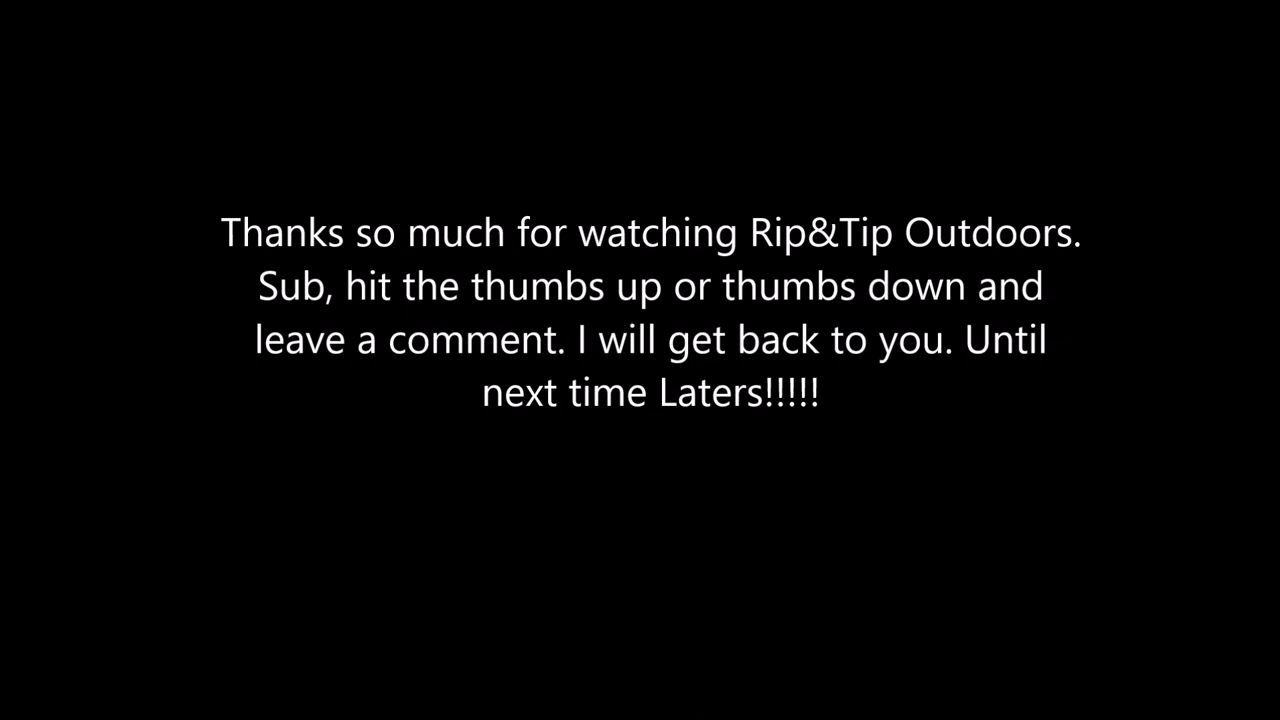 Thanks so much for watching Rip&Tip Outdoors.
Sub, hit the thumbs up or thumbs down and
leave a comment. I will get back to you. Until
next time Laters!!!!!